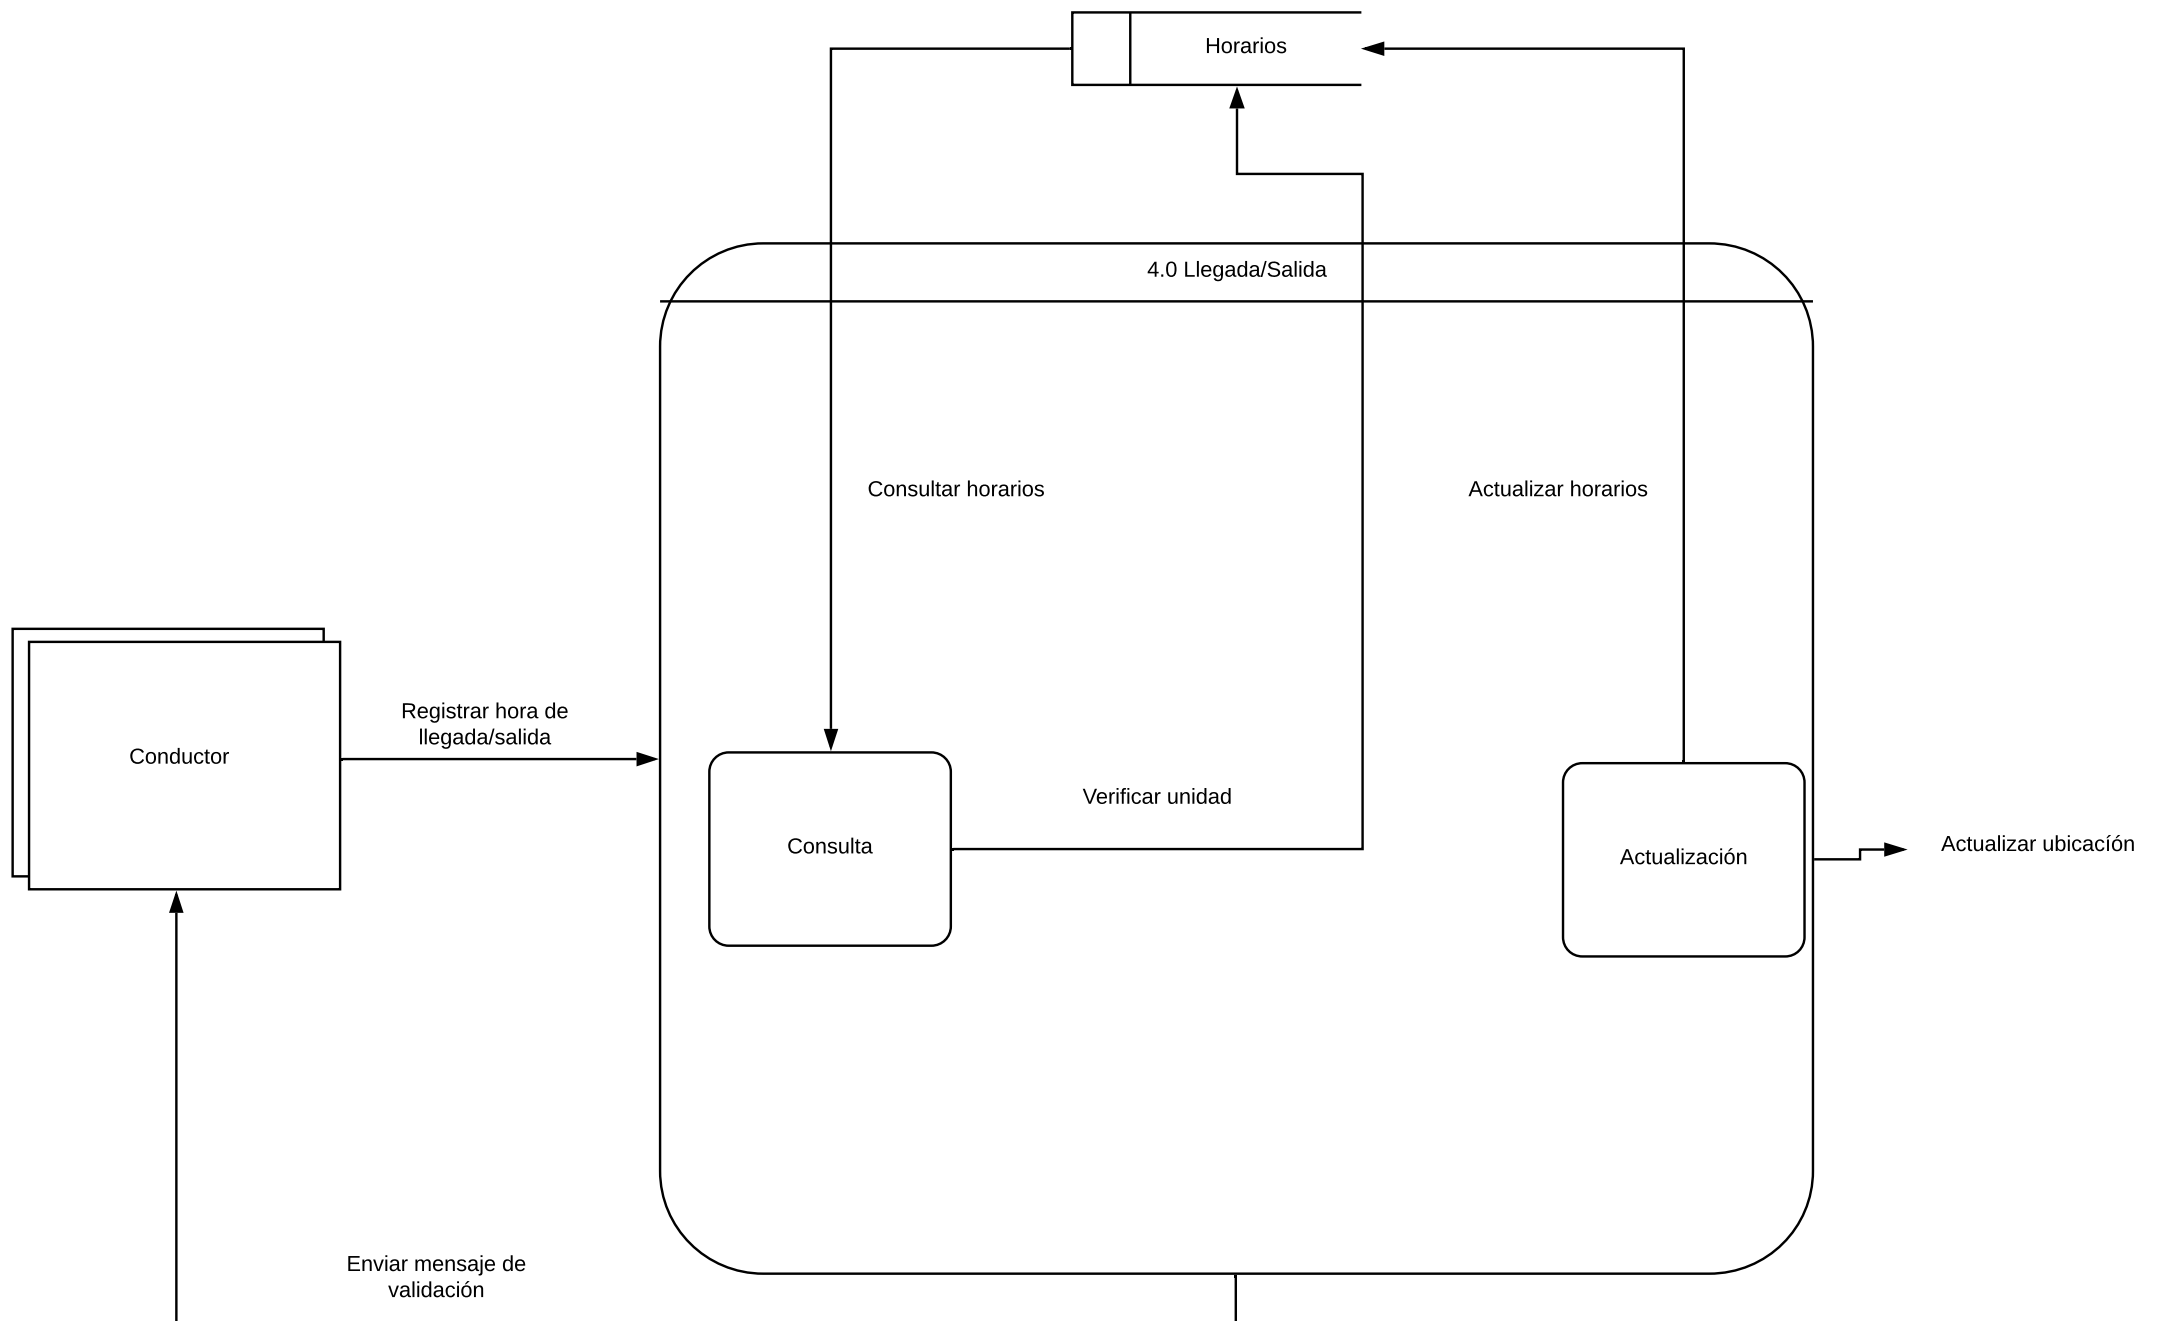 Horarios
4.0 Llegada/Salida
Consultar horarios
Actualizar horarios
Registrar hora de
llegada/salida
Conductor
Verificar unidad
Consulta
Actualización
Actualizar ubicacíón
Enviar mensaje de
validación